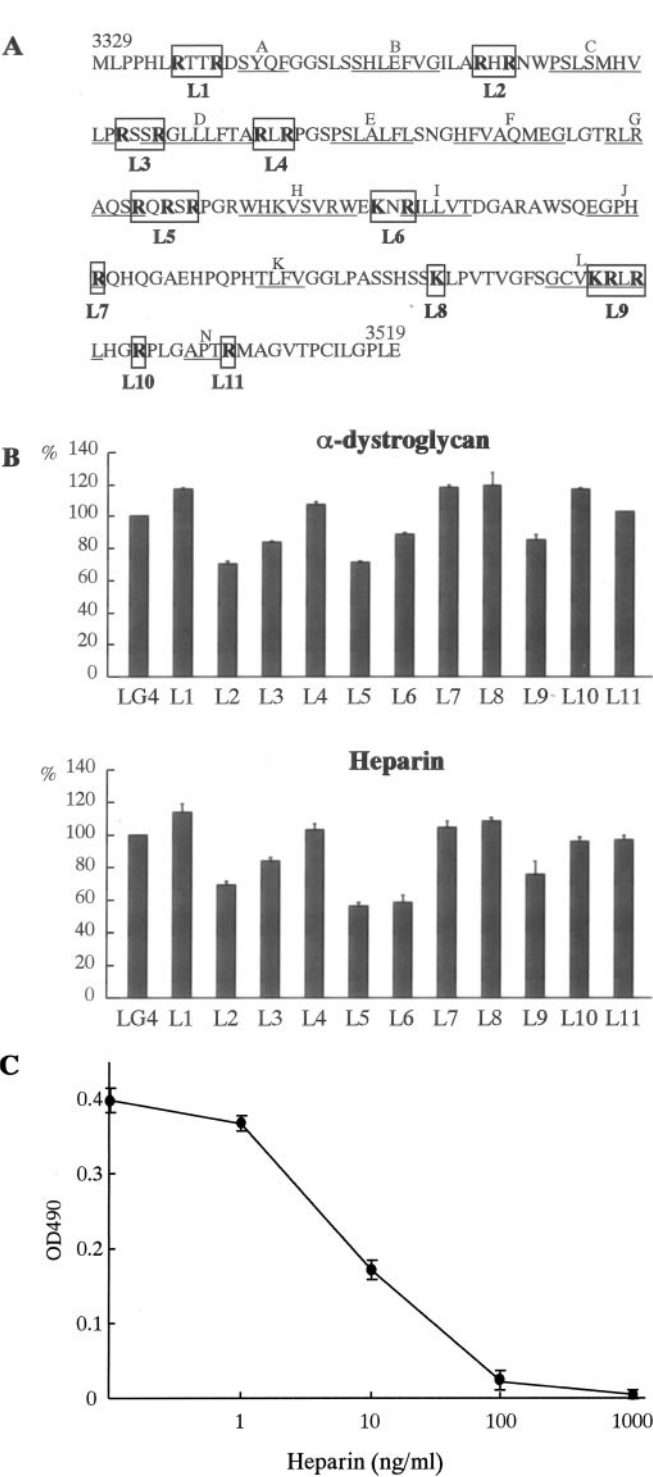 A
3329
A B C
MLPPHLRTTRDSYQFGGSLSSHLEFVGILARHRNWPSLSMHV
L1 L2
D E F G
LPRSSRGLLLFTARLRPGSPSLALFLSNGHFVAQMEGLGTRLR
L3 L4
H I J
AQSRQRSRPGRWHKVSVRWEKNRILLVTDGARAWSQEGPH
L5 L6
K L
RQHQGAEHPQPHTLFVGGLPASSHSSKLPVTVGFSGCVKRLR
L7 L8 L9
N 3519
LHGRPLGAPTRMAGVTPCILGPLE
L10 L11
B
α-dystroglycan
%
140
120
100
80
60
40
20
0
LG4 L1 L2 L3 L4 L5 L6 L7 L8 L9 L10 L11
Heparin
%
140
120
100
80
60
40
20
0
LG4 L1 L2 L3 L4 L5 L6 L7 L8 L9 L10 L11
C
0.4
0.3
0.2
0.1
0
OD490
1 10 100 1000
Heparin (ng/ml)